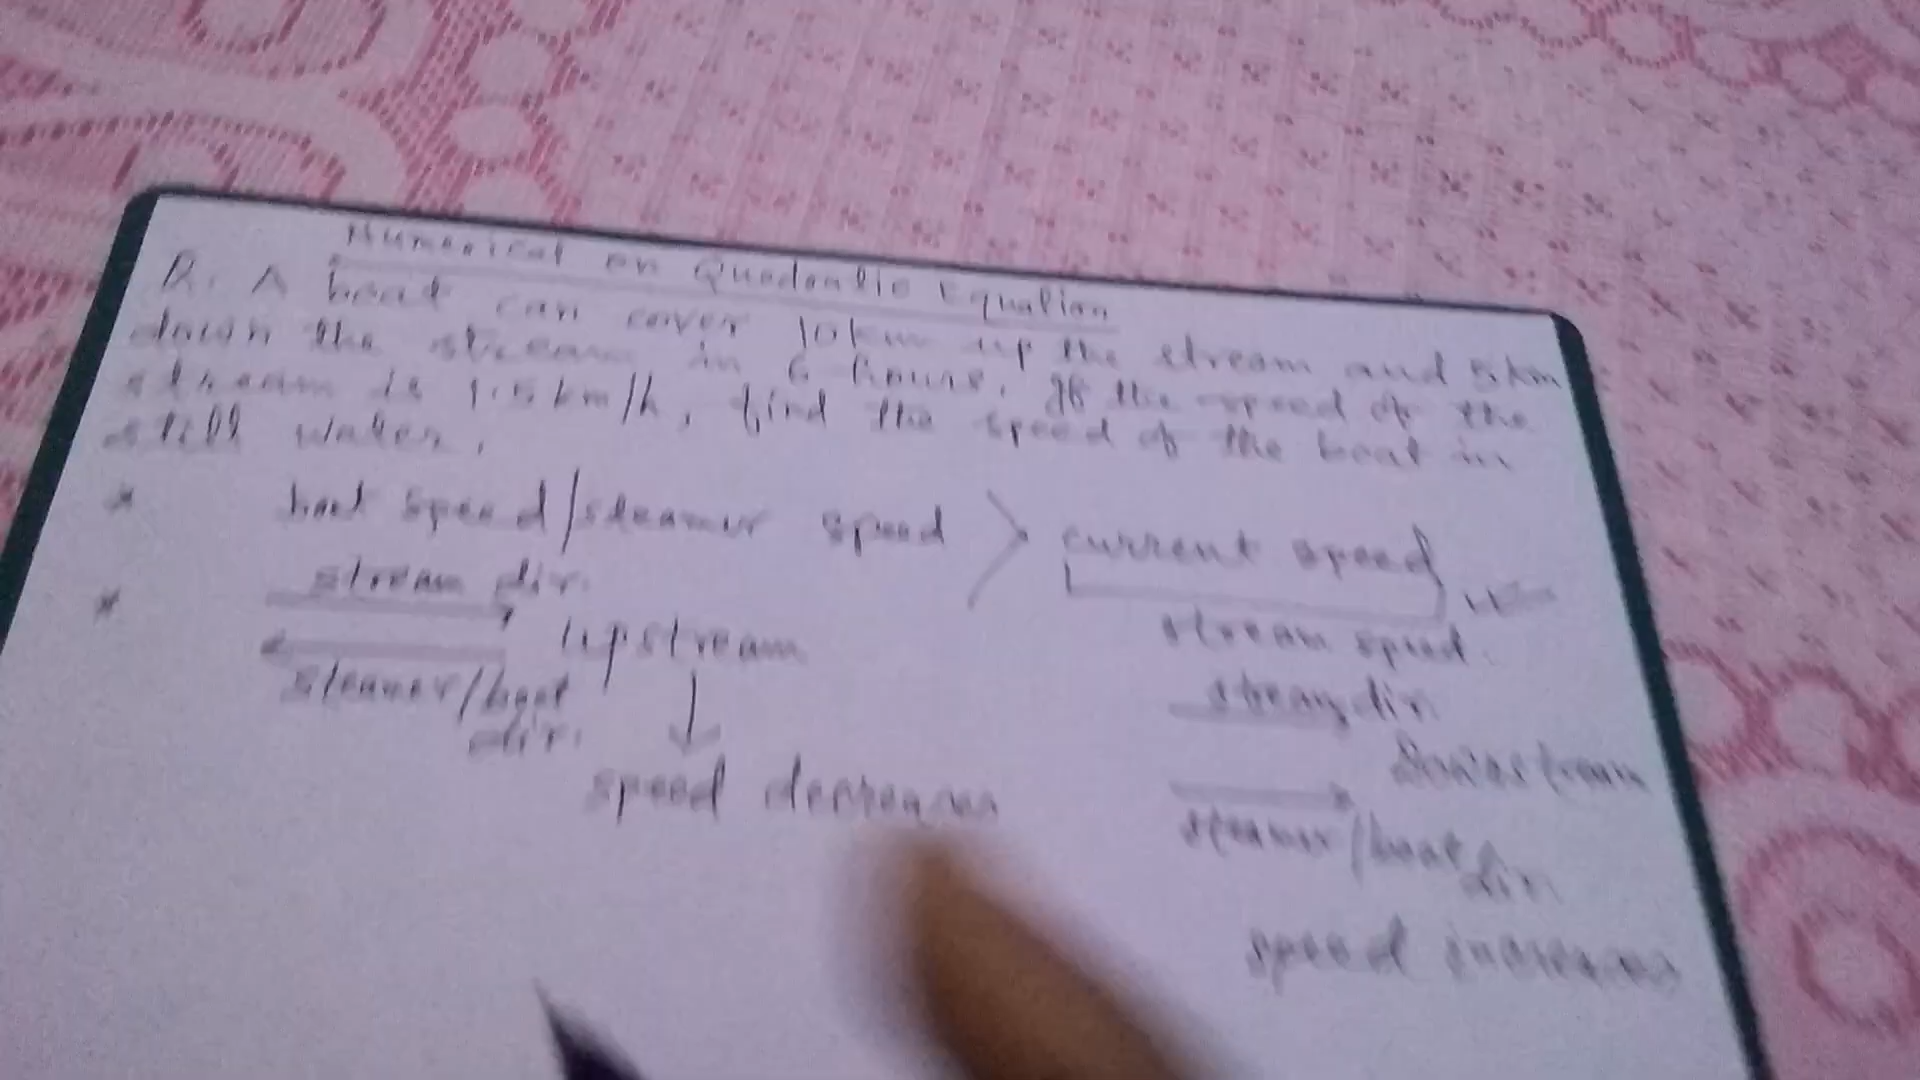 Numerical on Quadratic Equation
Q. A boat can cover 10km up the stream and 5km
down the stream in 6 hours. If the speed of the
stream is 1.5km/h, find the speed of the boat in
still water.
* boat speed/steamer speed > current speed
stream speed
* stream dir.
Upstream
steamer/boat
dir.
speed decreases
stream dir.
Downstream
steamer/boat
dir.
speed increases